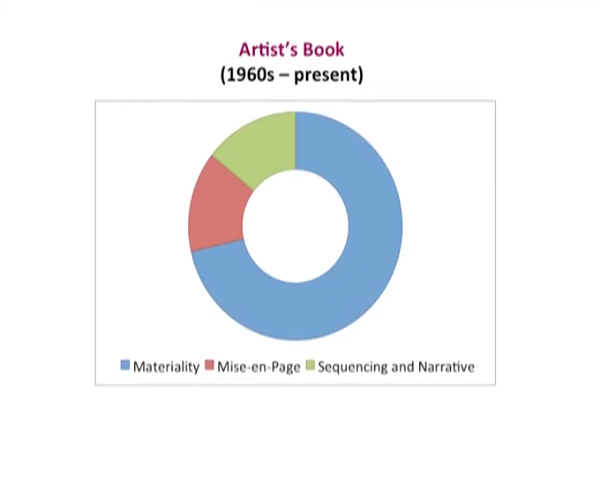 Artist’s Book
(1960s – present)
Materiality Mise-en-Page Sequencing and Narrative